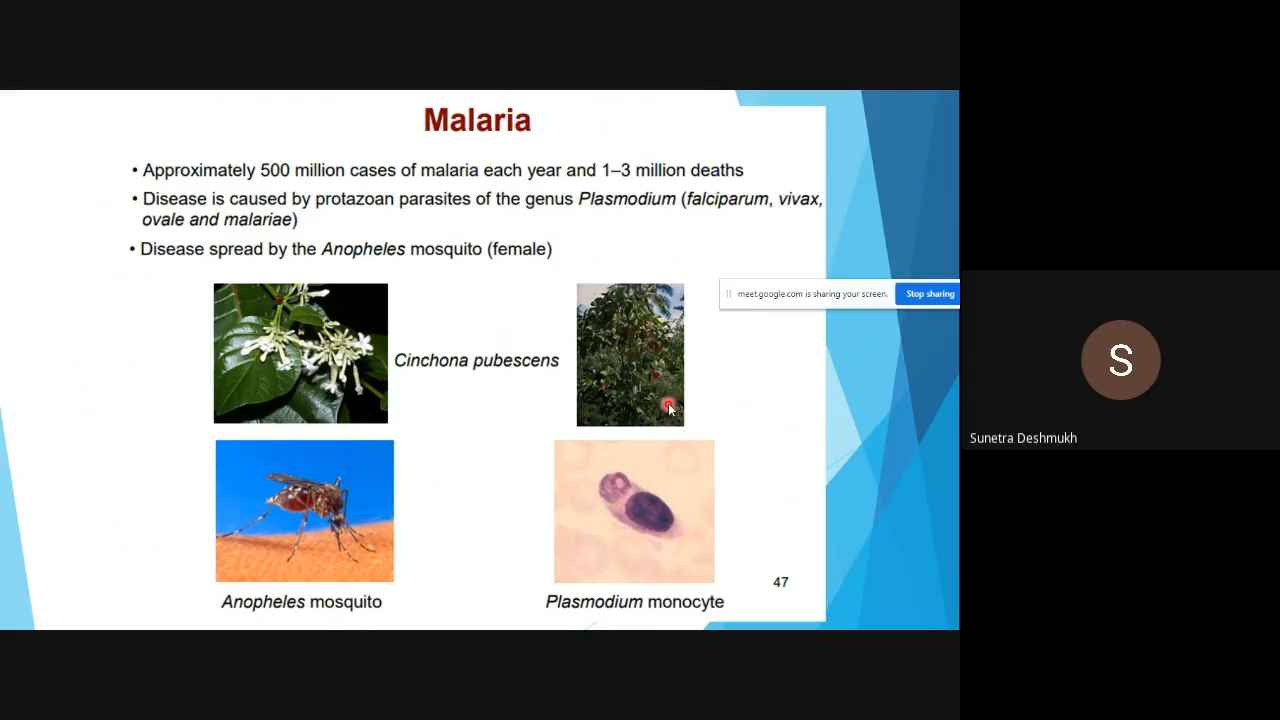 Malaria
• Approximately 500 million cases of malaria each year and 1–3 million deaths
• Disease is caused by protazoan parasites of the genus Plasmodium (falciparum, vivax,
ovale and malariae)
• Disease spread by the Anopheles mosquito (female)
meet.google.com is sharing your screen.
Stop sharing
Cinchona pubescens
S
Sunetra Deshmukh
47
Anopheles mosquito
Plasmodium monocyte